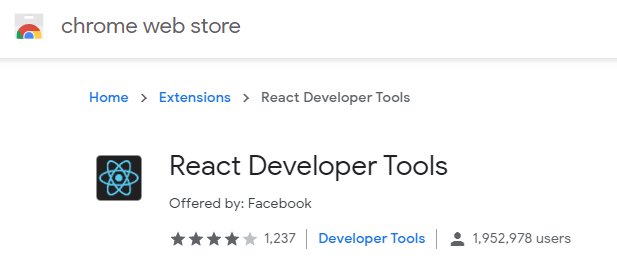 chrome web store
Home > Extensions > React Developer Tools
React Developer Tools
Offered by: Facebook
1,237 | Developer Tools | 1,952,978 users